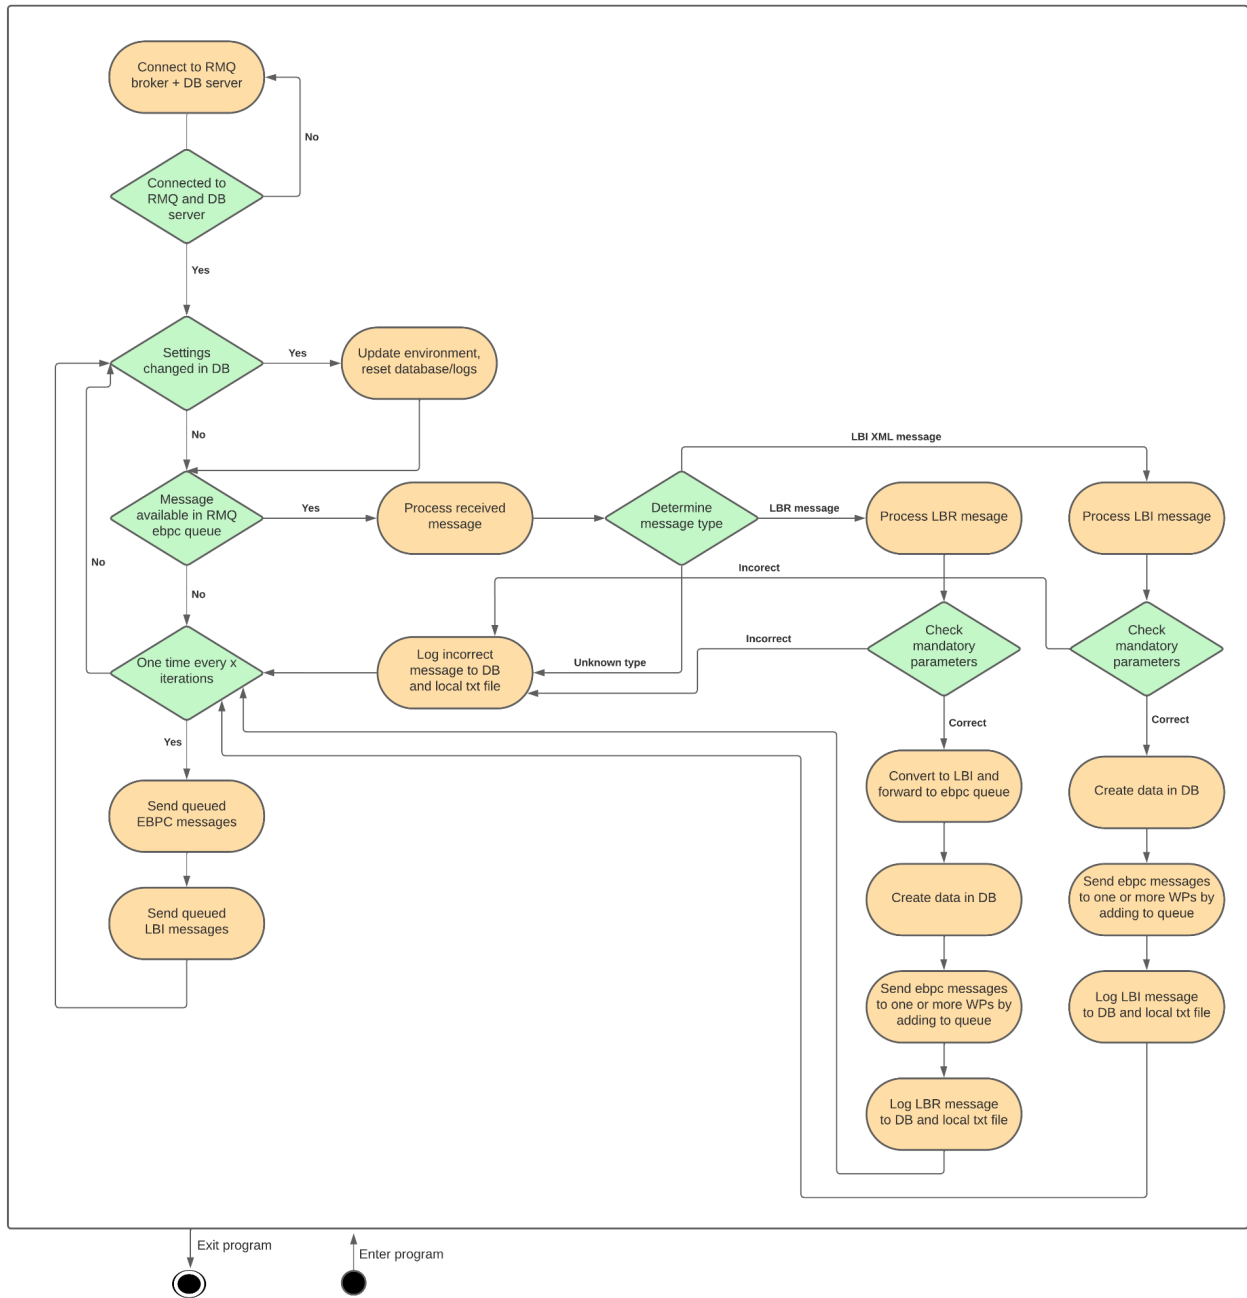 Connect to RMQ
broker + DB server
No
Connected to
RMQ and DB
server
Yes
Settings
changed in DB
Yes
Update environment,
reset database/logs
No
LBI XML message
Message
available in RMQ
ebpc queue
Yes
Process received
message
Determine
message type
LBR message
Process LBR mesage
Process LBI message
No
No
Incorect
One time every x
iterations
Log incorrect
message to DB
and local txt file
Unknown type
Incorrect
Check
mandatory
parameters
Check
mandatory
parameters
Yes
Correct
Correct
Send queued
EBPC messages
Convert to LBI and
forward to ebpc queue
Create data in DB
Send queued
LBI messages
Create data in DB
Send ebpc messages
to one or more WPs by
adding to queue
Send ebpc messages
to one or more WPs by
adding to queue
Log LBI message
to DB and local txt file
Log LBR message
to DB and local txt file
Exit program
Enter program